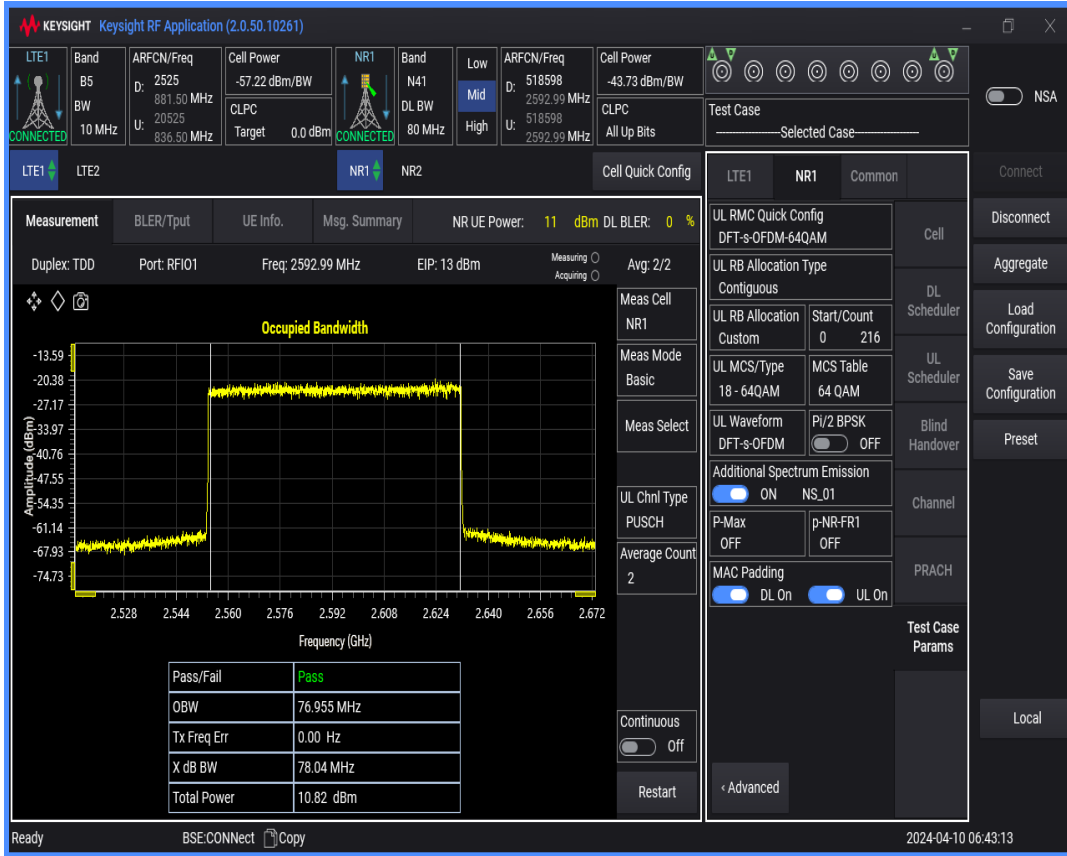 KEYSIGHT Keysight RF Application (2.0.50.10261)
LTE1
CONNECTED
Band
B5
BW
10 MHz
ARFCN/Freq
D: 2525
881.50 MHz
U: 20525
836.50 MHz
Cell Power
-57.22 dBm/BW
CLPC
Target 0.0 dBm
NR1
CONNECTED
Band
N41
DL BW
80 MHz
Low
Mid
High
ARFCN/Freq
D: 518598
2592.99 MHz
U: 518598
2592.99 MHz
Cell Power
-43.73 dBm/BW
CLPC
All Up Bits
Test Case
----------------Selected Case----------------
NSA
LTE1 LTE2 NR1 NR2 Cell Quick Config
Measurement BLER/Tput UE Info. Msg. Summary NR UE Power: 11 dBm DL BLER: 0 %
Duplex: TDD Port: RFIO1 Freq: 2592.99 MHz EIP: 13 dBm Measuring Acquiring Avg: 2/2
Occupied Bandwidth
Amplitude (dBm)
-13.59
-20.38
-27.17
-33.97
-40.76
-47.55
-54.35
-61.14
-67.93
-74.73
2.528 2.544 2.560 2.576 2.592 2.608 2.624 2.640 2.656 2.672
Frequency (GHz)
Pass/Fail Pass
OBW 76.955 MHz
Tx Freq Err 0.00 Hz
X dB BW 78.04 MHz
Total Power 10.82 dBm
Meas Cell
NR1
Meas Mode
Basic
Meas Select
UL Chnl Type
PUSCH
Average Count
2
Continuous
Off
Restart
LTE1 NR1 Common
UL RMC Quick Config
DFT-s-OFDM-64QAM
UL RB Allocation Type
Contiguous
UL RB Allocation
Custom
Start/Count
0 216
UL MCS/Type
18 - 64QAM
MCS Table
64 QAM
UL Waveform
DFT-s-OFDM
Pi/2 BPSK
OFF
Additional Spectrum Emission
ON NS_01
P-Max
OFF
p-NR-FR1
OFF
MAC Padding
DL On UL On
‹ Advanced
Cell
DL
Scheduler
UL
Scheduler
Blind
Handover
Channel
PRACH
Test Case
Params
Connect
Disconnect
Aggregate
Load
Configuration
Save
Configuration
Preset
Local
Ready BSE:CONNect Copy 2024-04-10 06:43:13